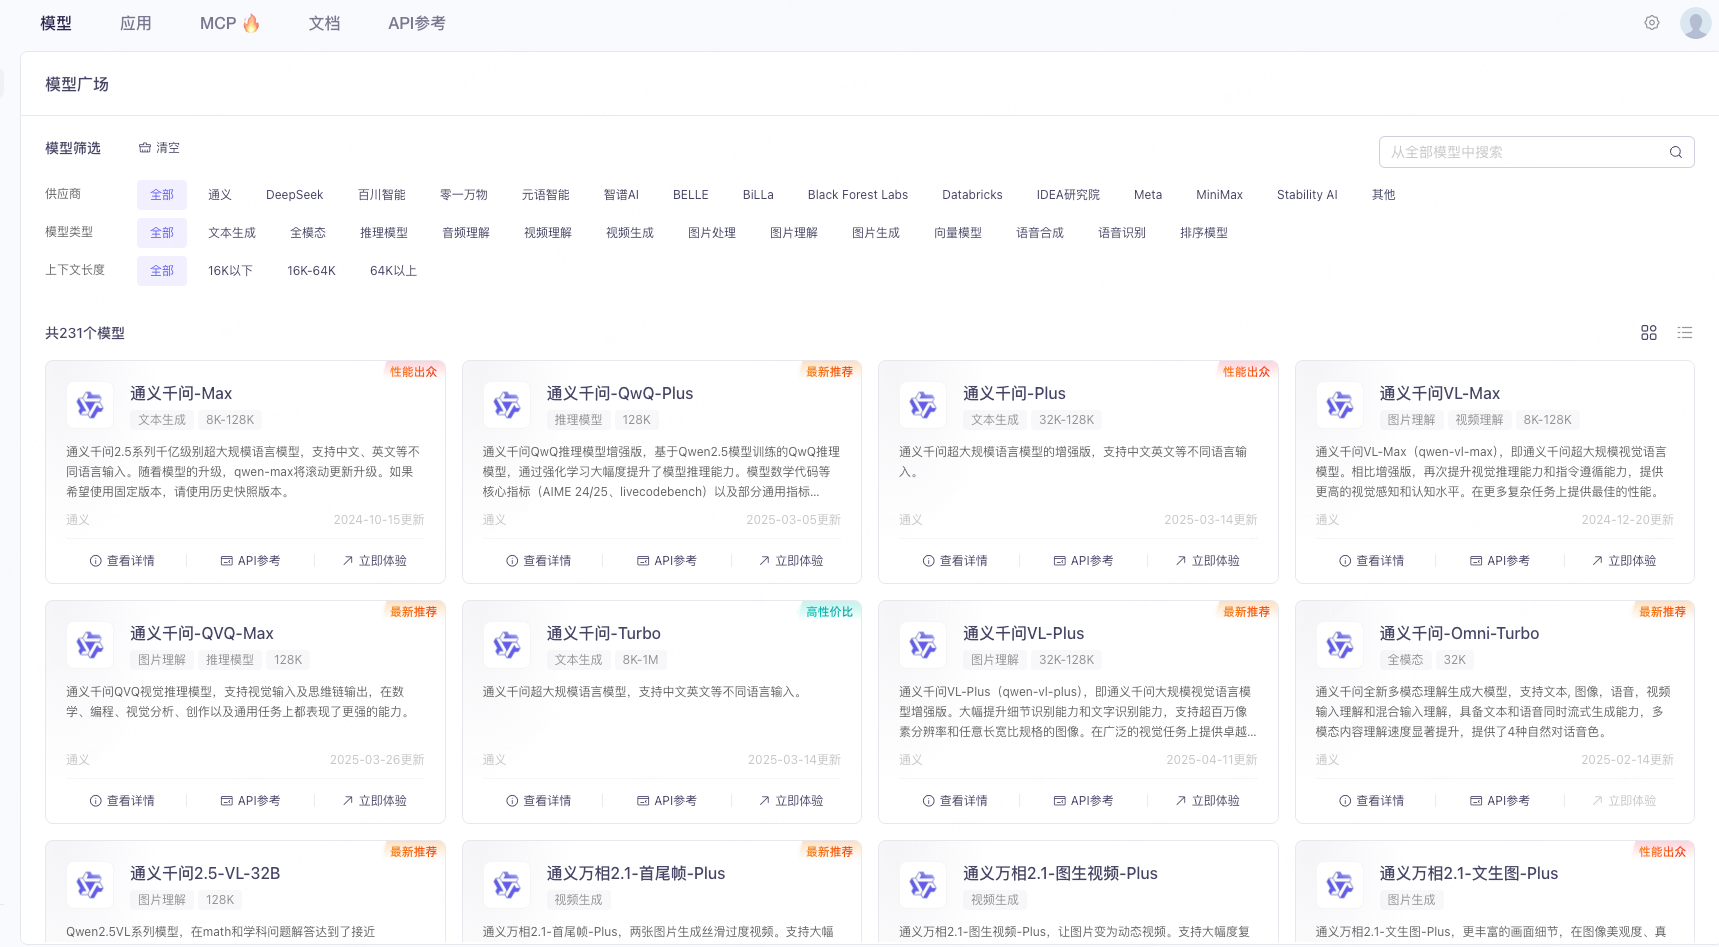 模型 应用 MCP 文档 API参考
模型广场
模型筛选 清空 从全部模型中搜索
供应商 全部 通义 DeepSeek 百川智能 零一万物 元语智能 智谱AI BELLE BiLLa Black Forest Labs Databricks IDEA研究院 Meta MiniMax Stability AI 其他
模型类型 全部 文本生成 全模态 推理模型 音频理解 视频理解 视频生成 图片处理 图片理解 图片生成 向量模型 语音合成 语音识别 排序模型
上下文长度 全部 16K以下 16K-64K 64K以上
共231个模型
性能出众
通义千问-Max
文本生成 8K-128K
通义千问2.5系列千亿级别超大规模语言模型，支持中文、英文等不
同语言输入。随着模型的升级，qwen-max将滚动更新升级。如果
希望使用固定版本，请使用历史快照版本。
通义 2024-10-15更新
查看详情 API参考 立即体验
最新推荐
通义千问-QwQ-Plus
推理模型 128K
通义千问QwQ推理模型增强版，基于Qwen2.5模型训练的QwQ推理
模型，通过强化学习大幅度提升了模型推理能力。模型数学代码等
核心指标（AIME 24/25、livecodebench）以及部分通用指标...
通义 2025-03-05更新
查看详情 API参考 立即体验
性能出众
通义千问-Plus
文本生成 32K-128K
通义千问超大规模语言模型的增强版，支持中文英文等不同语言输
入。
通义 2025-03-14更新
查看详情 API参考 立即体验
通义千问VL-Max
图片理解 视频理解 8K-128K
通义千问VL-Max（qwen-vl-max），即通义千问超大规模视觉语言
模型。相比增强版，再次提升视觉推理能力和指令遵循能力，提供
更高的视觉感知和认知水平。在更多复杂任务上提供最佳的性能。
通义 2024-12-20更新
查看详情 API参考 立即体验
最新推荐
通义千问-QVQ-Max
图片理解 推理模型 128K
通义千问QVQ视觉推理模型，支持视觉输入及思维链输出，在数
学、编程、视觉分析、创作以及通用任务上都表现了更强的能力。
通义 2025-03-26更新
查看详情 API参考 立即体验
高性价比
通义千问-Turbo
文本生成 8K-1M
通义千问超大规模语言模型，支持中文英文等不同语言输入。
通义 2025-03-14更新
查看详情 API参考 立即体验
最新推荐
通义千问VL-Plus
图片理解 32K-128K
通义千问VL-Plus（qwen-vl-plus），即通义千问大规模视觉语言模
型增强版。大幅提升细节识别能力和文字识别能力，支持超百万像
素分辨率和任意长宽比规格的图像。在广泛的视觉任务上提供卓越...
通义 2025-04-11更新
查看详情 API参考 立即体验
最新推荐
通义千问-Omni-Turbo
全模态 32K
通义千问全新多模态理解生成大模型，支持文本, 图像，语音，视频
输入理解和混合输入理解，具备文本和语音同时流式生成能力，多
模态内容理解速度显著提升，提供了4种自然对话音色。
通义 2025-02-14更新
查看详情 API参考 立即体验
最新推荐
通义千问2.5-VL-32B
图片理解 128K
Qwen2.5VL系列模型，在math和学科问题解答达到了接近
最新推荐
通义万相2.1-首尾帧-Plus
视频生成
通义万相2.1-首尾帧-Plus，两张图片生成丝滑过度视频。支持大幅
通义万相2.1-图生视频-Plus
视频生成
通义万相2.1-图生视频-Plus，让图片变为动态视频。支持大幅度复
性能出众
通义万相2.1-文生图-Plus
图片生成
通义万相2.1-文生图-Plus，更丰富的画面细节，在图像美观度、真